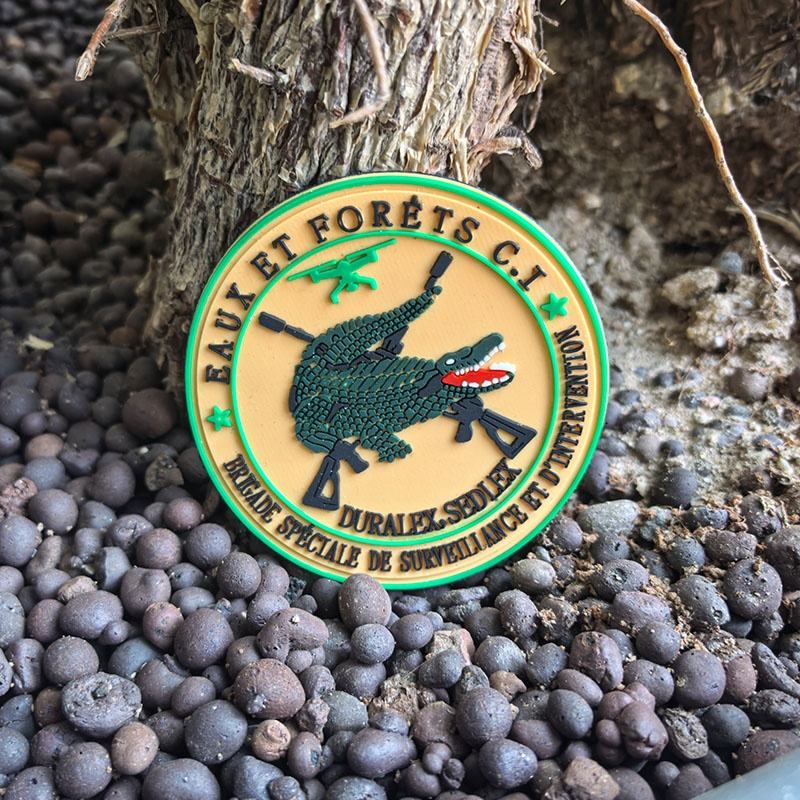 EAUX ET FORÊTS C.I
DURALEX, SEDLEX
BRIGADE SPÉCIALE DE SURVEILLANCE ET D'INTERVENTION